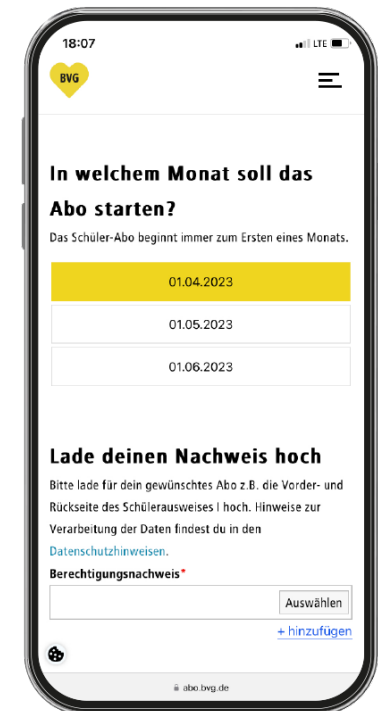 18:07
LTE
BVG
In welchem Monat soll das
Abo starten?
Das Schüler-Abo beginnt immer zum Ersten eines Monats.
01.04.2023
01.05.2023
01.06.2023
Lade deinen Nachweis hoch
Bitte lade für dein gewünschtes Abo z.B. die Vorder- und
Rückseite des Schülerausweises I hoch. Hinweise zur
Verarbeitung der Daten findest du in den
Datenschutzhinweisen.
Berechtigungsnachweis*
Auswählen
+ hinzufügen
abo.bvg.de